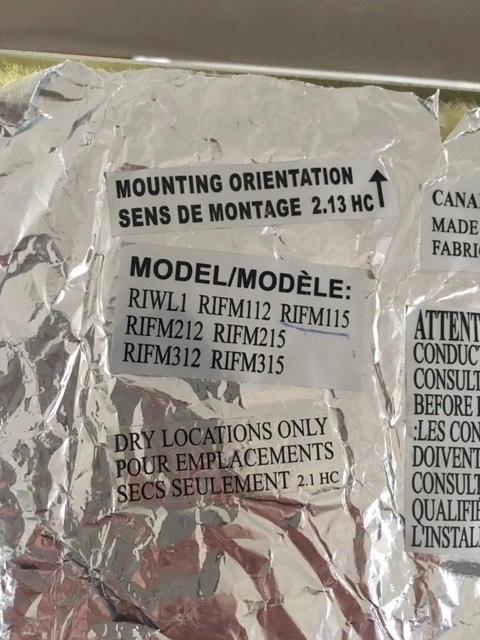 MOUNTING ORIENTATION
SENS DE MONTAGE 2.13 HC
MODEL/MODÈLE:
RIWL1 RIFM112 RIFM115
RIFM212 RIFM215
RIFM312 RIFM315
DRY LOCATIONS ONLY
POUR EMPLACEMENTS
SECS SEULEMENT 2.1 HC
CANA
MADE
FABRI
ATTENT
CONDUC
CONSULT
BEFORE
:LES CON
DOIVENT
CONSULT
QUALIFIÉ
L'INSTAL